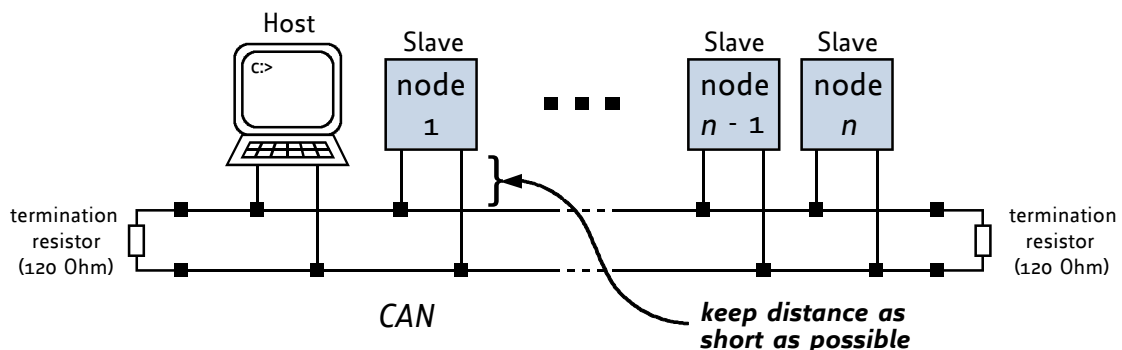 Host
C:>
Slave
node
1
Slave
node
n - 1
Slave
node
n
termination
resistor
(120 Ohm)
termination
resistor
(120 Ohm)
CAN
keep distance as
short as possible